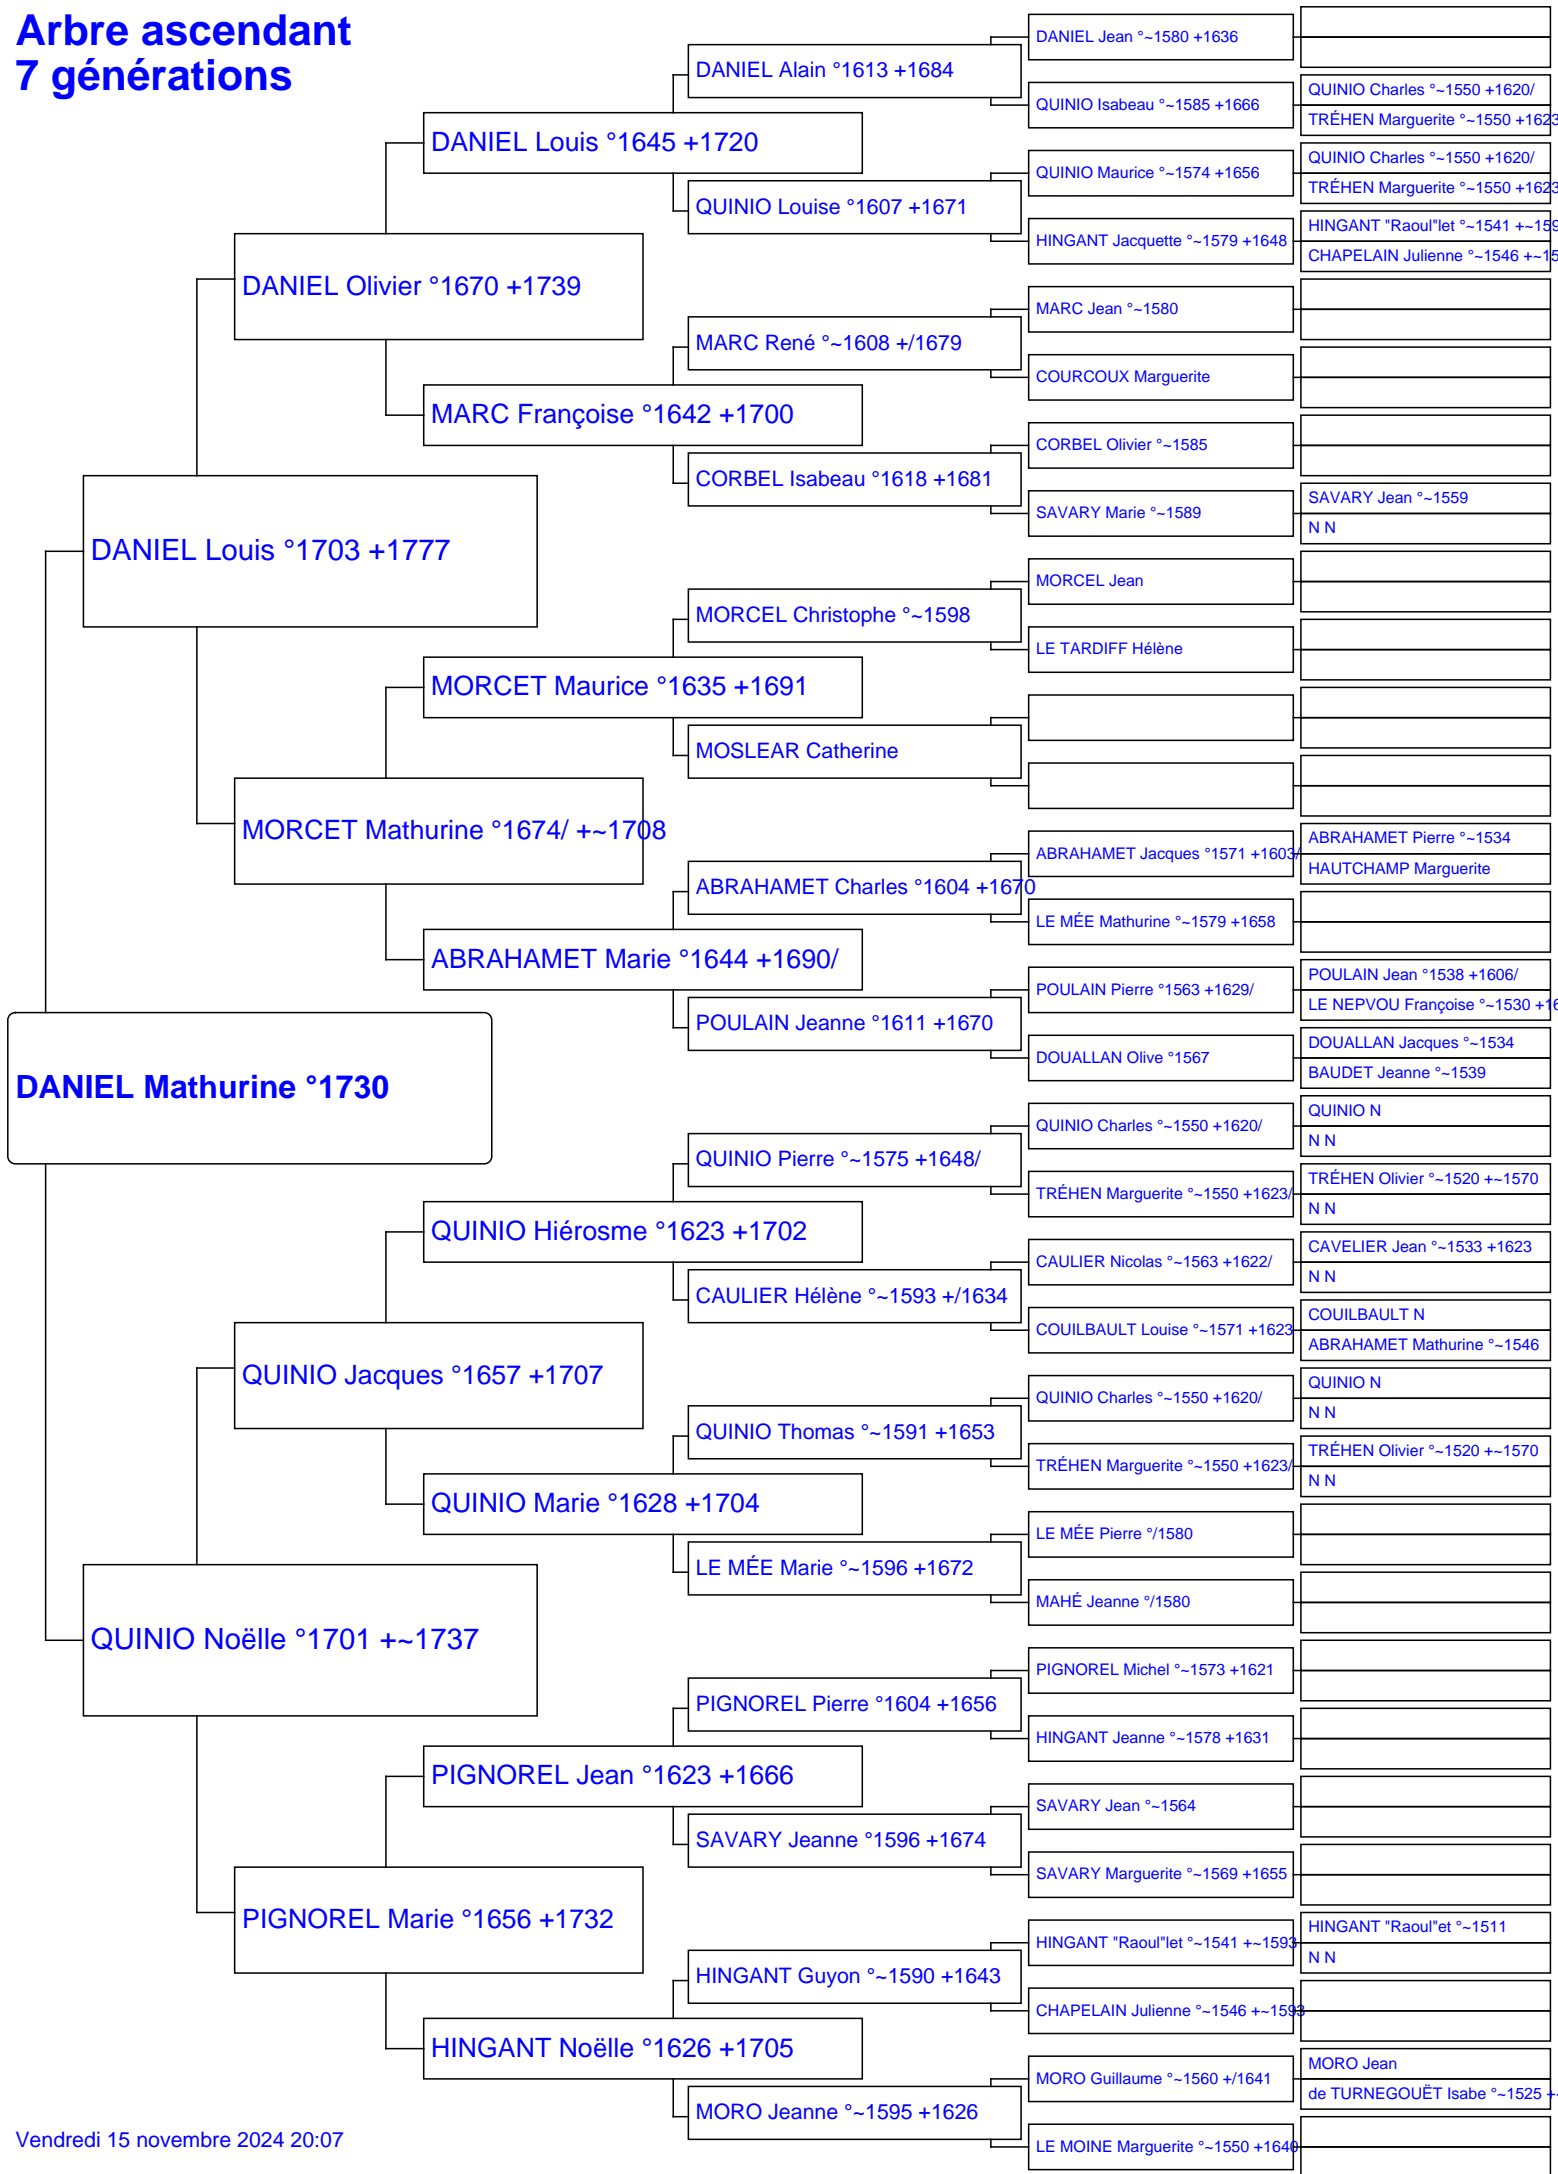 Arbre ascendant
7 générations
DANIEL Mathurine °1730
DANIEL Louis °1703 +1777
QUINIO Noëlle °1701 +~1737
DANIEL Olivier °1670 +1739
MORCET Mathurine °1674/ +~1708
QUINIO Jacques °1657 +1707
PIGNOREL Marie °1656 +1732
DANIEL Louis °1645 +1720
MARC Françoise °1642 +1700
MORCET Maurice °1635 +1691
ABRAHAMET Marie °1644 +1690/
QUINIO Hiérosme °1623 +1702
QUINIO Marie °1628 +1704
PIGNOREL Jean °1623 +1666
HINGANT Noëlle °1626 +1705
DANIEL Alain °1613 +1684
QUINIO Louise °1607 +1671
MARC René °~1608 +/1679
CORBEL Isabeau °1618 +1681
MORCEL Christophe °~1598
MOSLEAR Catherine
ABRAHAMET Charles °1604 +1670
POULAIN Jeanne °1611 +1670
QUINIO Pierre °~1575 +1648/
CAULIER Hélène °~1593 +/1634
QUINIO Thomas °~1591 +1653
LE MÉE Marie °~1596 +1672
PIGNOREL Pierre °1604 +1656
SAVARY Jeanne °1596 +1674
HINGANT Guyon °~1590 +1643
MORO Jeanne °~1595 +1626
DANIEL Jean °~1580 +1636
QUINIO Isabeau °~1585 +1666
QUINIO Maurice °~1574 +1656
HINGANT Jacquette °~1579 +1648
MARC Jean °~1580
COURCOUX Marguerite
CORBEL Olivier °~1585
SAVARY Marie °~1589
MORCEL Jean
LE TARDIFF Hélène
ABRAHAMET Jacques °1571 +1603/
LE MÉE Mathurine °~1579 +1658
POULAIN Pierre °1563 +1629/
DOUALLAN Olive °1567
QUINIO Charles °~1550 +1620/
TRÉHEN Marguerite °~1550 +1623/
CAULIER Nicolas °~1563 +1622/
COUILBAULT Louise °~1571 +1623
QUINIO Charles °~1550 +1620/
TRÉHEN Marguerite °~1550 +1623/
LE MÉE Pierre °/1580
MAHÉ Jeanne °/1580
PIGNOREL Michel °~1573 +1621
HINGANT Jeanne °~1578 +1631
SAVARY Jean °~1564
SAVARY Marguerite °~1569 +1655
HINGANT "Raoul"let °~1541 +~1593
CHAPELAIN Julienne °~1546 +~1593
MORO Guillaume °~1560 +/1641
LE MOINE Marguerite °~1550 +1640
QUINIO Charles °~1550 +1620/
TRÉHEN Marguerite °~1550 +1623
QUINIO Charles °~1550 +1620/
TRÉHEN Marguerite °~1550 +1623
HINGANT "Raoul"let °~1541 +~159
CHAPELAIN Julienne °~1546 +~15
SAVARY Jean °~1559
N N
ABRAHAMET Pierre °~1534
HAUTCHAMP Marguerite
POULAIN Jean °1538 +1606/
LE NEPVOU Françoise °~1530 +16
DOUALLAN Jacques °~1534
BAUDET Jeanne °~1539
QUINIO N
N N
TRÉHEN Olivier °~1520 +~1570
N N
CAVELIER Jean °~1533 +1623
N N
COUILBAULT N
ABRAHAMET Mathurine °~1546
QUINIO N
N N
TRÉHEN Olivier °~1520 +~1570
N N
HINGANT "Raoul"et °~1511
N N
MORO Jean
de TURNEGOUËT Isabe °~1525 +
Vendredi 15 novembre 2024 20:07